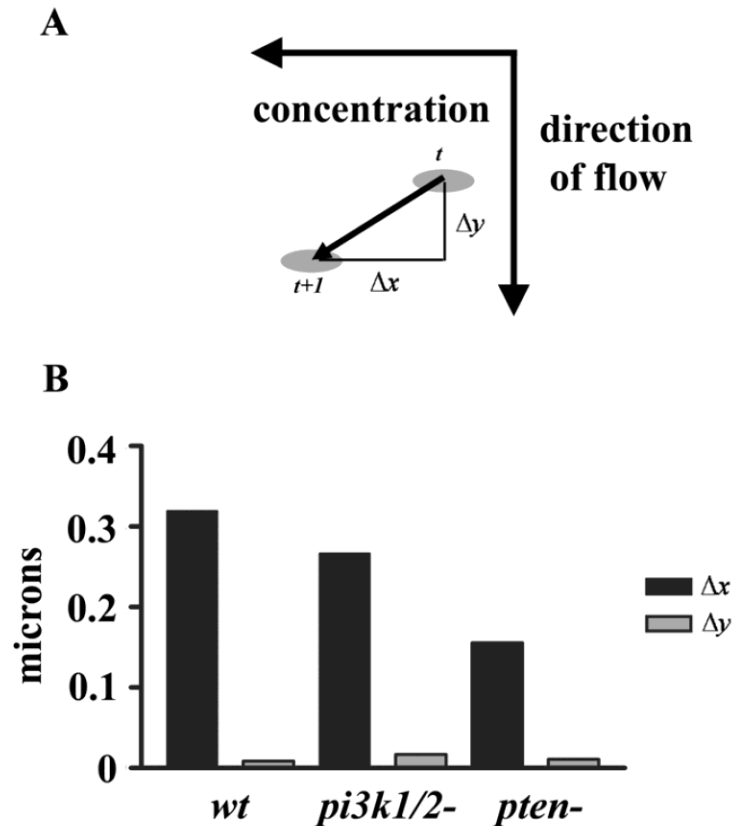 A
concentration
direction
of flow
t
Δy
t+1
Δx
B
0.4
0.3
0.2
0.1
0
microns
Δx
Δy
wt
pi3k1/2-
pten-